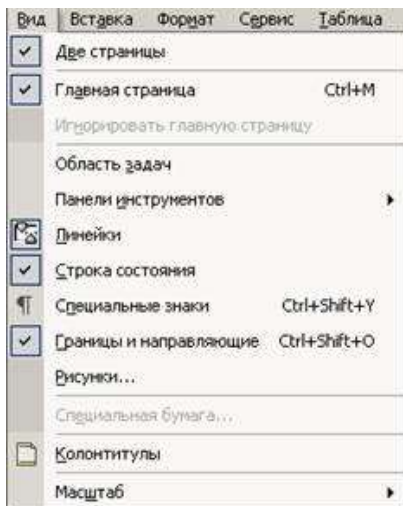 Вид Вставка Формат Сервис Таблица
Две страницы
Главная страница Ctrl+M
Игнорировать главную страницу
Область задач
Панели инструментов
Линейки
Строка состояния
Специальные знаки Ctrl+Shift+Y
Границы и направляющие Ctrl+Shift+O
Рисунки...
Специальная бумага...
Колонтитулы
Масштаб